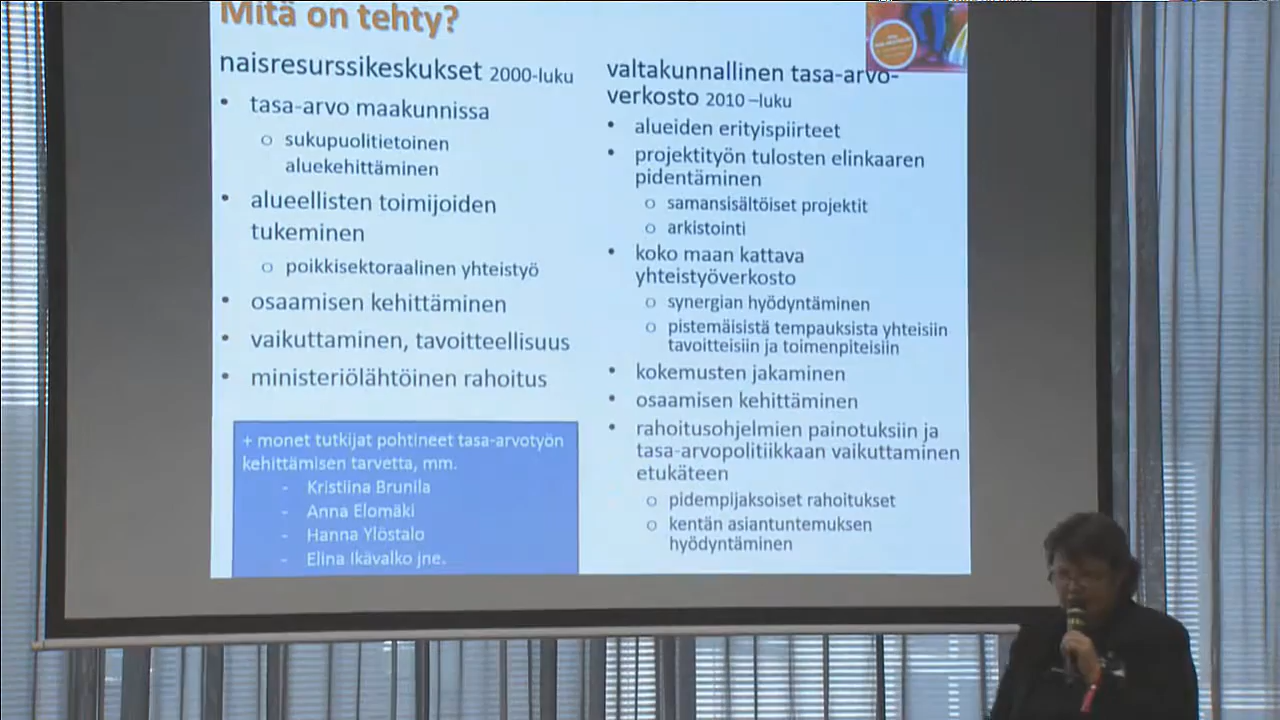 Mitä on tehty?
naisresurssikeskukset 2000-luku
• tasa-arvo maakunnissa
o sukupuolitietoinen
aluekehittäminen
• alueellisten toimijoiden
tukeminen
o poikkisektoraalinen yhteistyö
• osaamisen kehittäminen
• vaikuttaminen, tavoitteellisuus
• ministeriölähtöinen rahoitus
+ monet tutkijat pohtineet tasa-arvotyön
kehittämisen tarvetta, mm.
- Kristiina Brunila
- Anna Elomäki
- Hanna Ylöstalo
- Elina Ikävalko jne.
valtakunnallinen tasa-arvo-
verkosto 2010 –luku
• alueiden erityispiirteet
• projektityön tulosten elinkaaren
pidentäminen
o samansisältöiset projektit
o arkistointi
• koko maan kattava
yhteistyöverkosto
o synergian hyödyntäminen
o pistemäisistä tempauksista yhteisiin
tavoitteisiin ja toimenpiteisiin
• kokemusten jakaminen
• osaamisen kehittäminen
• rahoitusohjelmien painotuksiin ja
tasa-arvopolitiikkaan vaikuttaminen
etukäteen
o pidempijaksoiset rahoitukset
o kentän asiantuntemuksen
hyödyntäminen